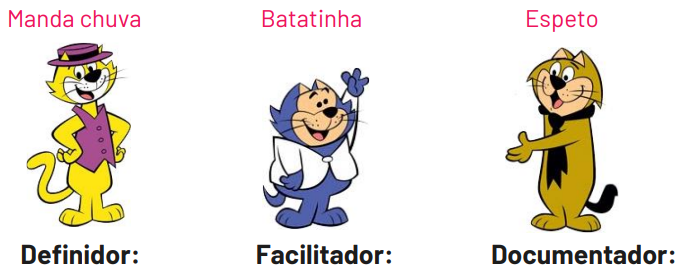 Manda chuva
Batatinha
Espeto
Definidor:
Facilitador:
Documentador: